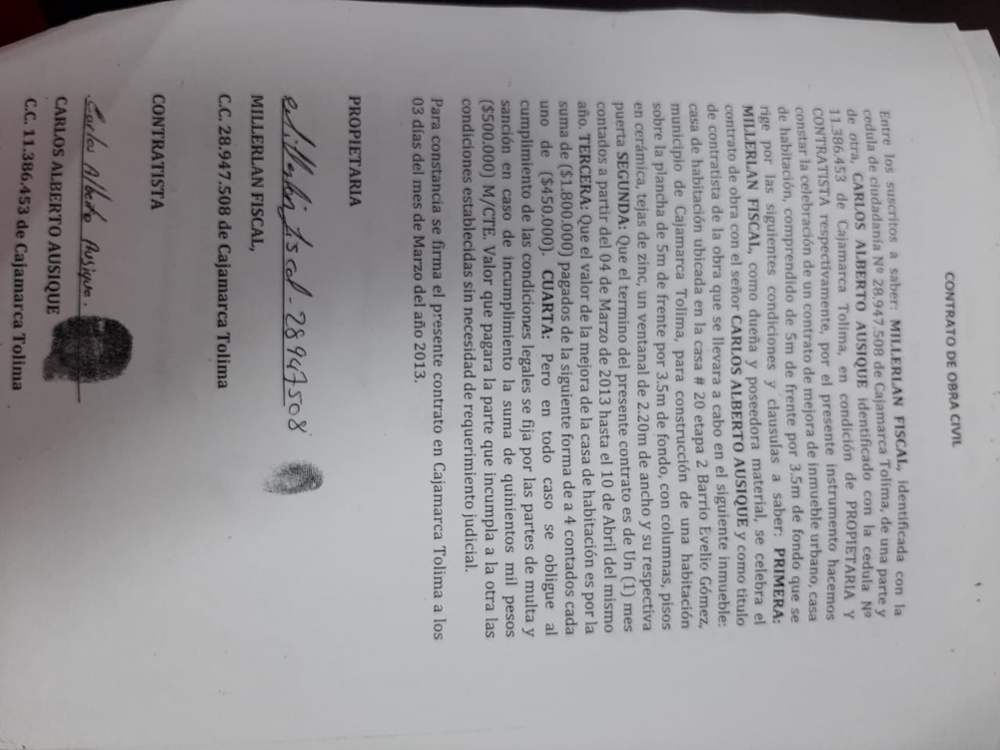 CONTRATO DE OBRA CIVIL
Entre los suscritos a saber: MILLERLAN FISCAL, identificada con la
cedula de ciudadanía Nº 28.947.508 de Cajamarca Tolima, de una parte y
de otra, CARLOS ALBERTO AUSIQUE identificado con la cedula Nº
11.386.453 de Cajamarca Tolima, en condición de PROPIETARIA Y
CONTRATISTA respectivamente, por el presente instrumento hacemos
constar la celebración de un contrato de mejora de inmueble urbano, casa
de habitación, comprendido de 5m de frente por 3.5m de fondo que se
rige por las siguientes condiciones y clausulas a saber: PRIMERA:
MILLERLAN FISCAL, como dueña y poseedora material, se celebra el
contrato de obra con el señor CARLOS ALBERTO AUSIQUE y como titulo
de contratista de la obra que se llevara a cabo en el siguiente inmueble:
casa de habitación ubicada en la casa # 20 etapa 2 Barrio Evelio Gómez,
municipio de Cajamarca Tolima, para construcción de una habitación
sobre la plancha de 5m de frente por 3.5m de fondo, con columnas, pisos
en cerámica, tejas de zinc, un ventanal de 2.20m de ancho y su respectiva
puerta SEGUNDA: Que el termino del presente contrato es de Un (1) mes
contados a partir del 04 de Marzo de 2013 hasta el 10 de Abril del mismo
año. TERCERA: Que el valor de la mejora de la casa de habitación es por la
suma de ($1.800.000) pagados de la siguiente forma de a 4 contados cada
uno de ($450.000). CUARTA: Pero en todo caso se obligue al
cumplimiento de las condiciones legales se fija por las partes de multa y
sanción en caso de incumplimiento la suma de quinientos mil pesos
($500.000) M/CTE. Valor que pagara la parte que incumpla a la otra las
condiciones establecidas sin necesidad de requerimiento judicial.
Para constancia se firma el presente contrato en Cajamarca Tolima a los
03 días del mes de Marzo del año 2013.
PROPIETARIA
Fiscal - 28947508
MILLERLAN FISCAL,
C.C. 28.947.508 de Cajamarca Tolima
CONTRATISTA
Carlos Alberto Ausique.
CARLOS ALBERTO AUSIQUE
C.C. 11.386.453 de Cajamarca Tolima